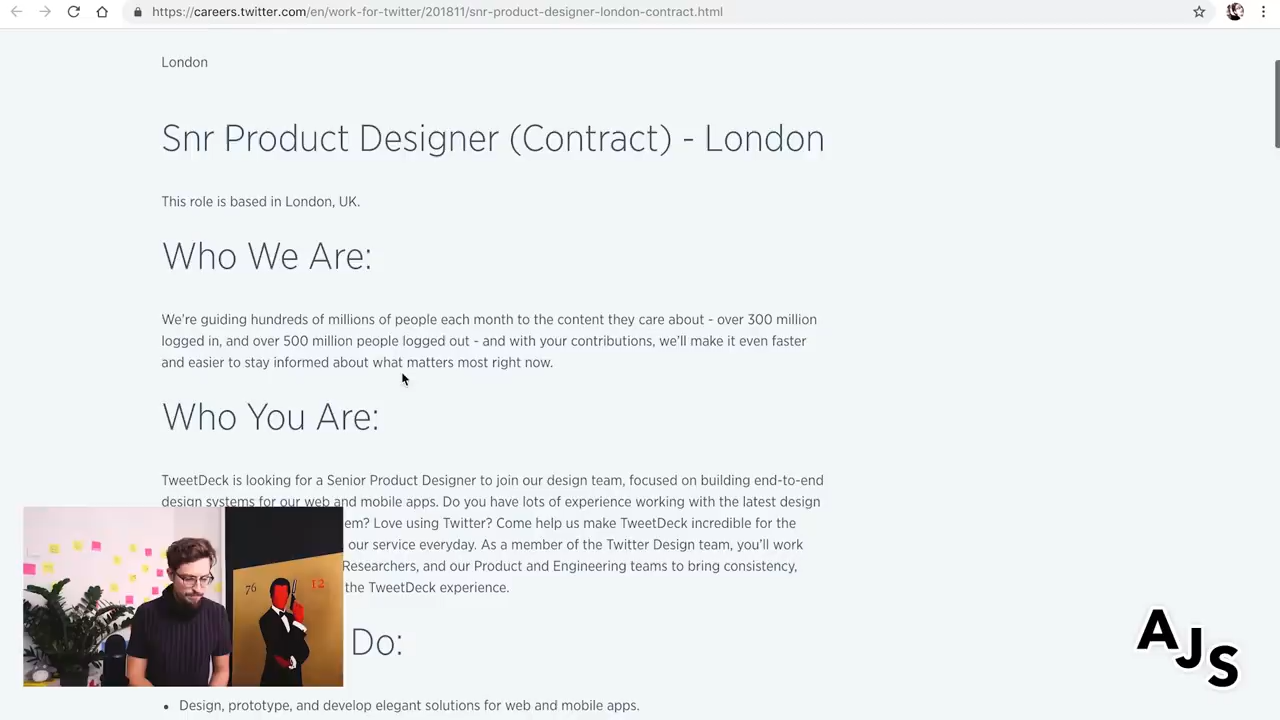 https://careers.twitter.com/en/work-for-twitter/201811/snr-product-designer-london-contract.html
London
Snr Product Designer (Contract) - London
This role is based in London, UK.
Who We Are:
We're guiding hundreds of millions of people each month to the content they care about - over 300 million
logged in, and over 500 million people logged out - and with your contributions, we'll make it even faster
and easier to stay informed about what matters most right now.
Who You Are:
TweetDeck is looking for a Senior Product Designer to join our design team, focused on building end-to-end
design systems for our web and mobile apps. Do you have lots of experience working with the latest design
em? Love using Twitter? Come help us make TweetDeck incredible for the
our service everyday. As a member of the Twitter Design team, you'll work
Researchers, and our Product and Engineering teams to bring consistency,
the TweetDeck experience.
Do:
• Design, prototype, and develop elegant solutions for web and mobile apps.
76
12
AJS